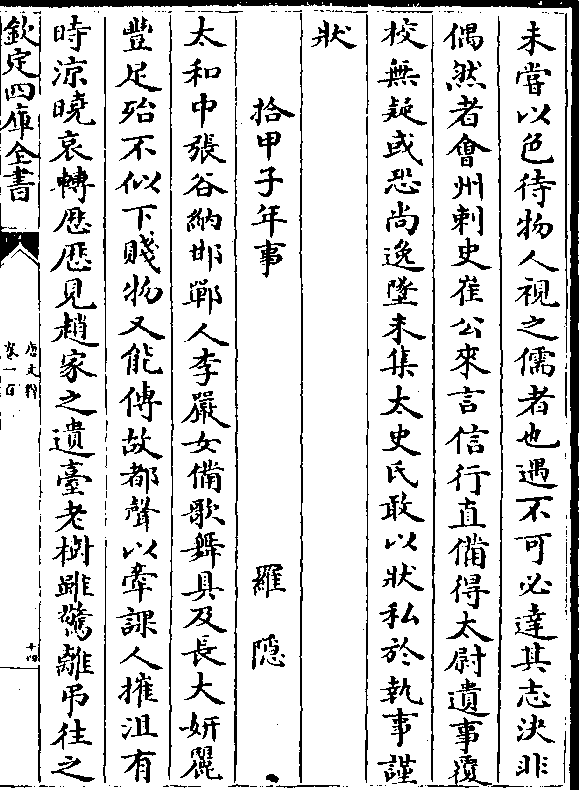 未嘗以色待物人視之儒者也遇不可必達其志決非
偶然者會州刺史崔公來言信行直備得太尉遺事覆
校無疑或恐尚逸墜未集太史氏敢以狀私於執事謹
狀
拾甲子年事　羅隠
太和中張谷納邯鄲人李嚴女備歌舞具及長大妍麗
豐足殆不似下賤物又能傳故都聲以牽課人摧沮有
時涼曉哀轉歴歴見趙家之遺臺老樹雖驚離弔往之
欽定四庫全書
唐文粹
卷一百
十四